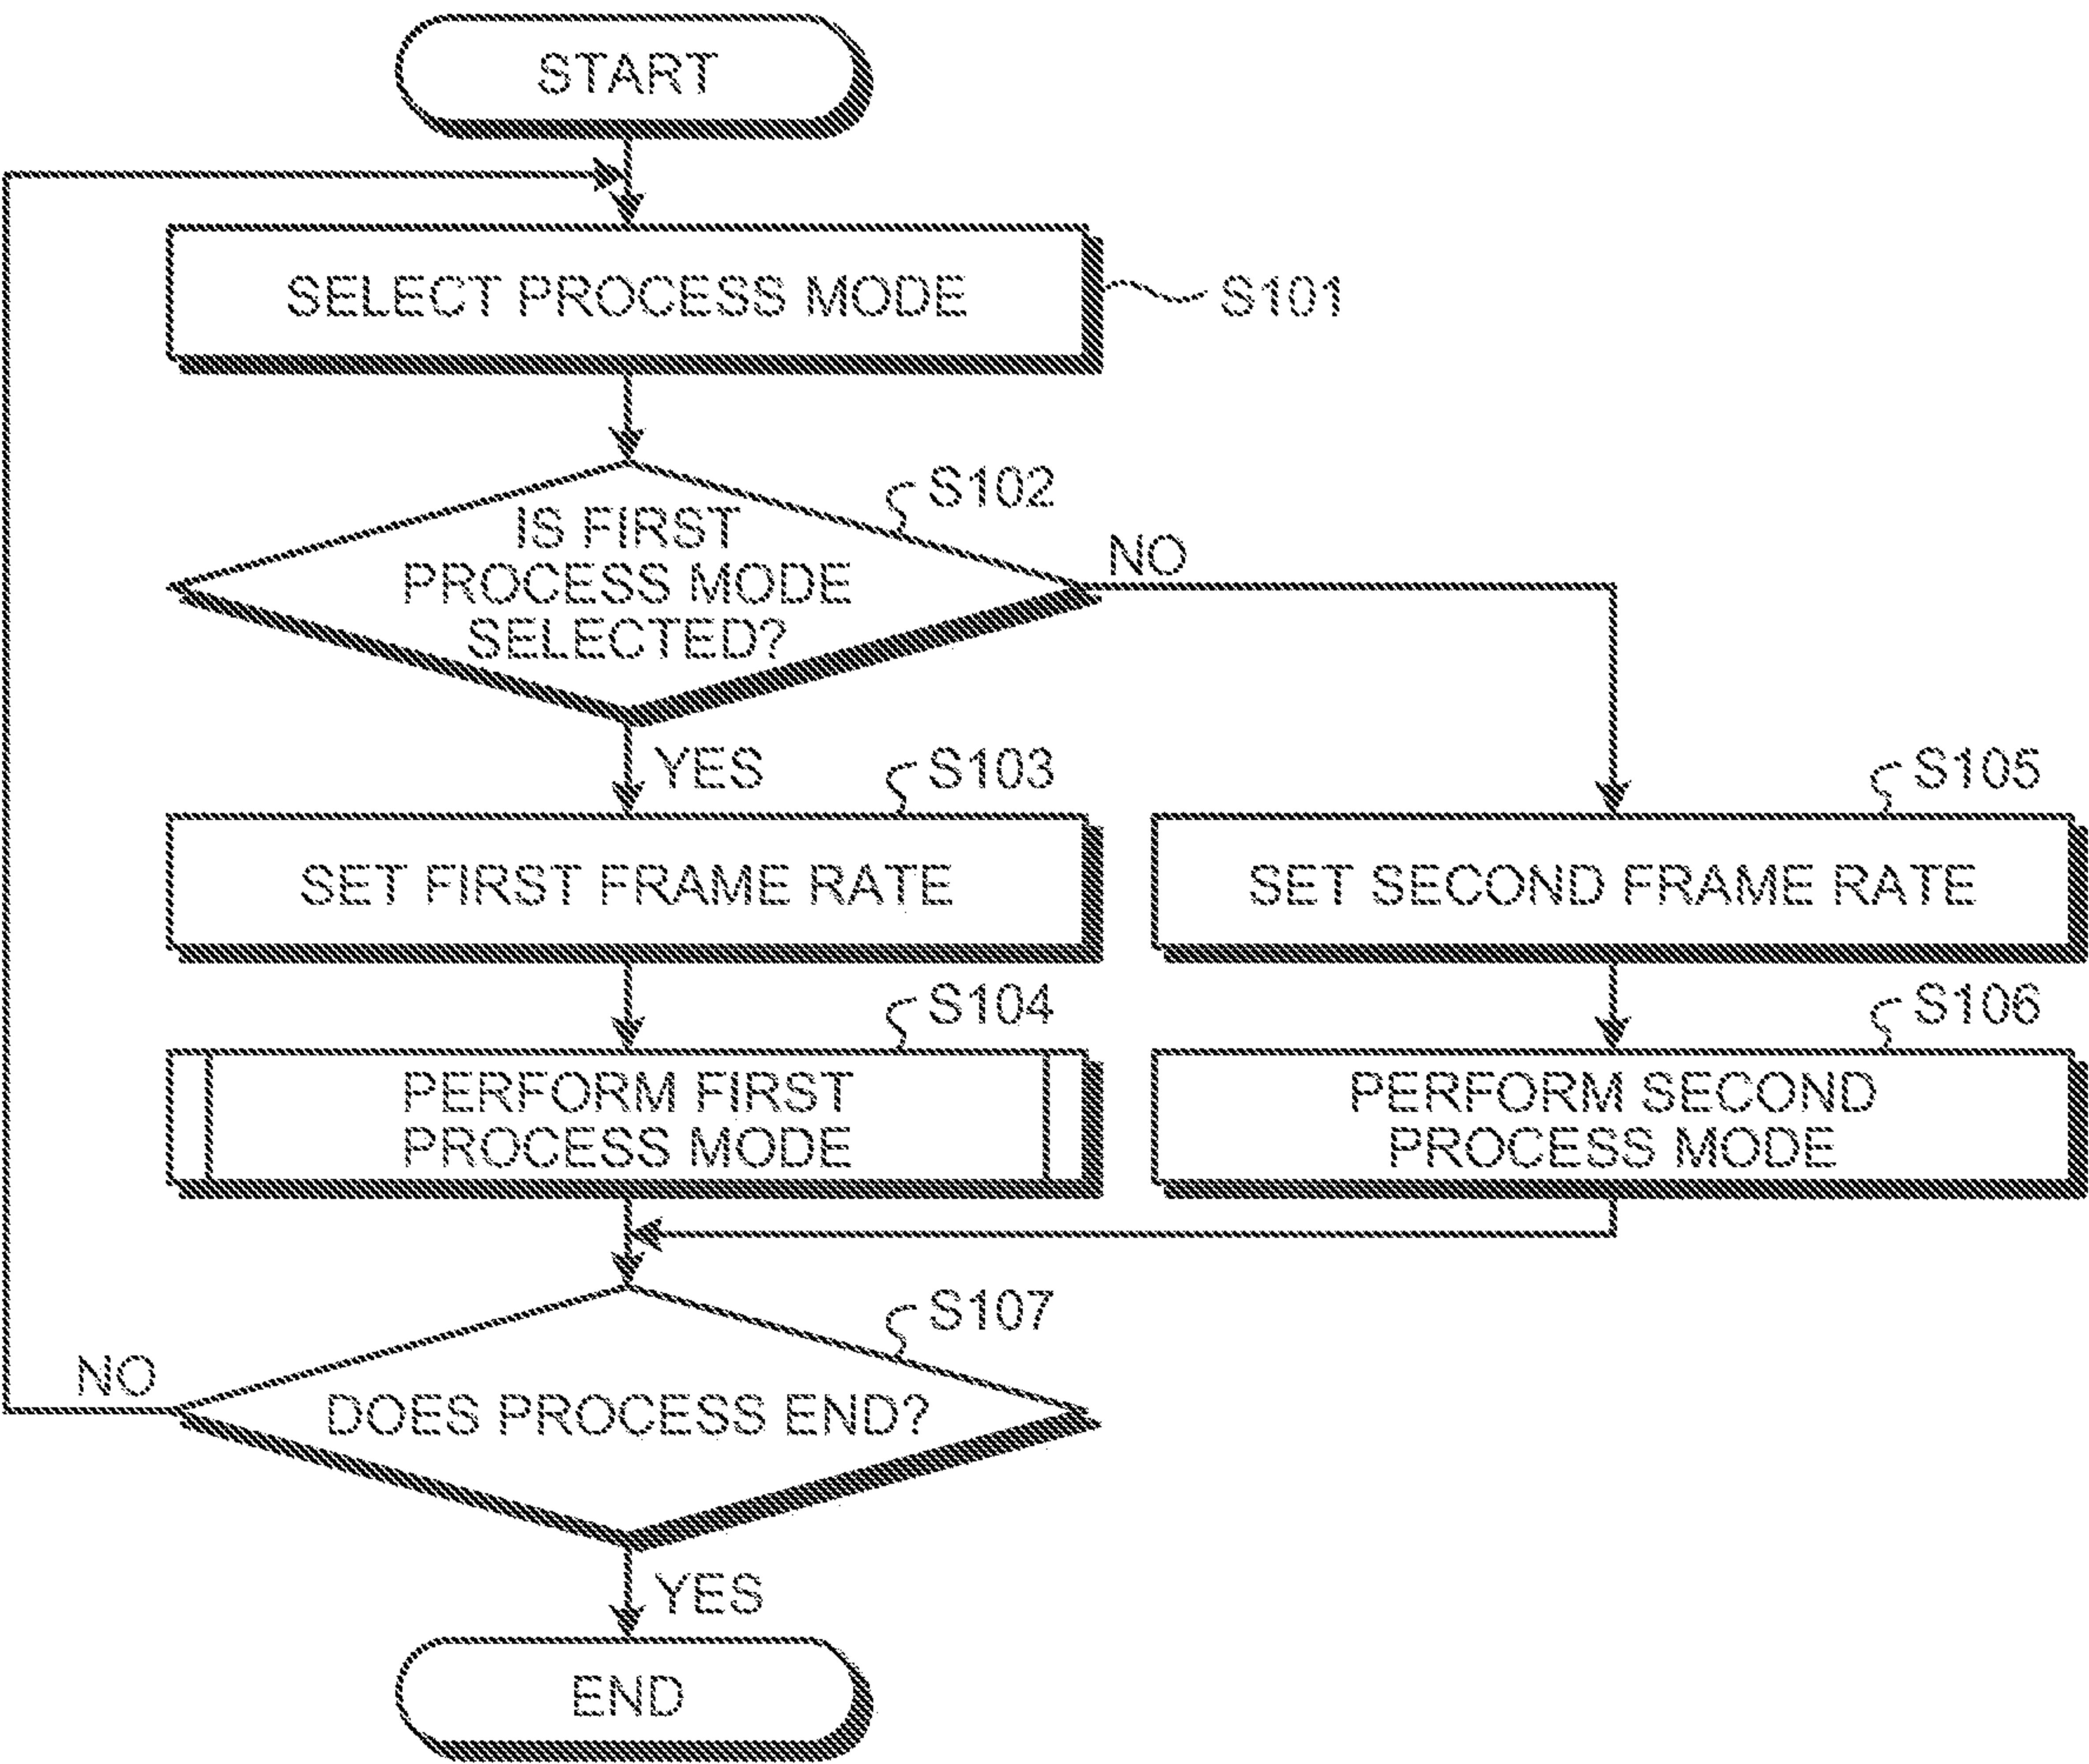 START
SELECT PROCESS MODE
S101
S102
IS FIRST
PROCESS MODE
SELECTED?
NO
YES
S103
SET FIRST FRAME RATE
S105
SET SECOND FRAME RATE
S104
PERFORM FIRST
PROCESS MODE
S106
PERFORM SECOND
PROCESS MODE
S107
DOES PROCESS END?
NO
YES
END